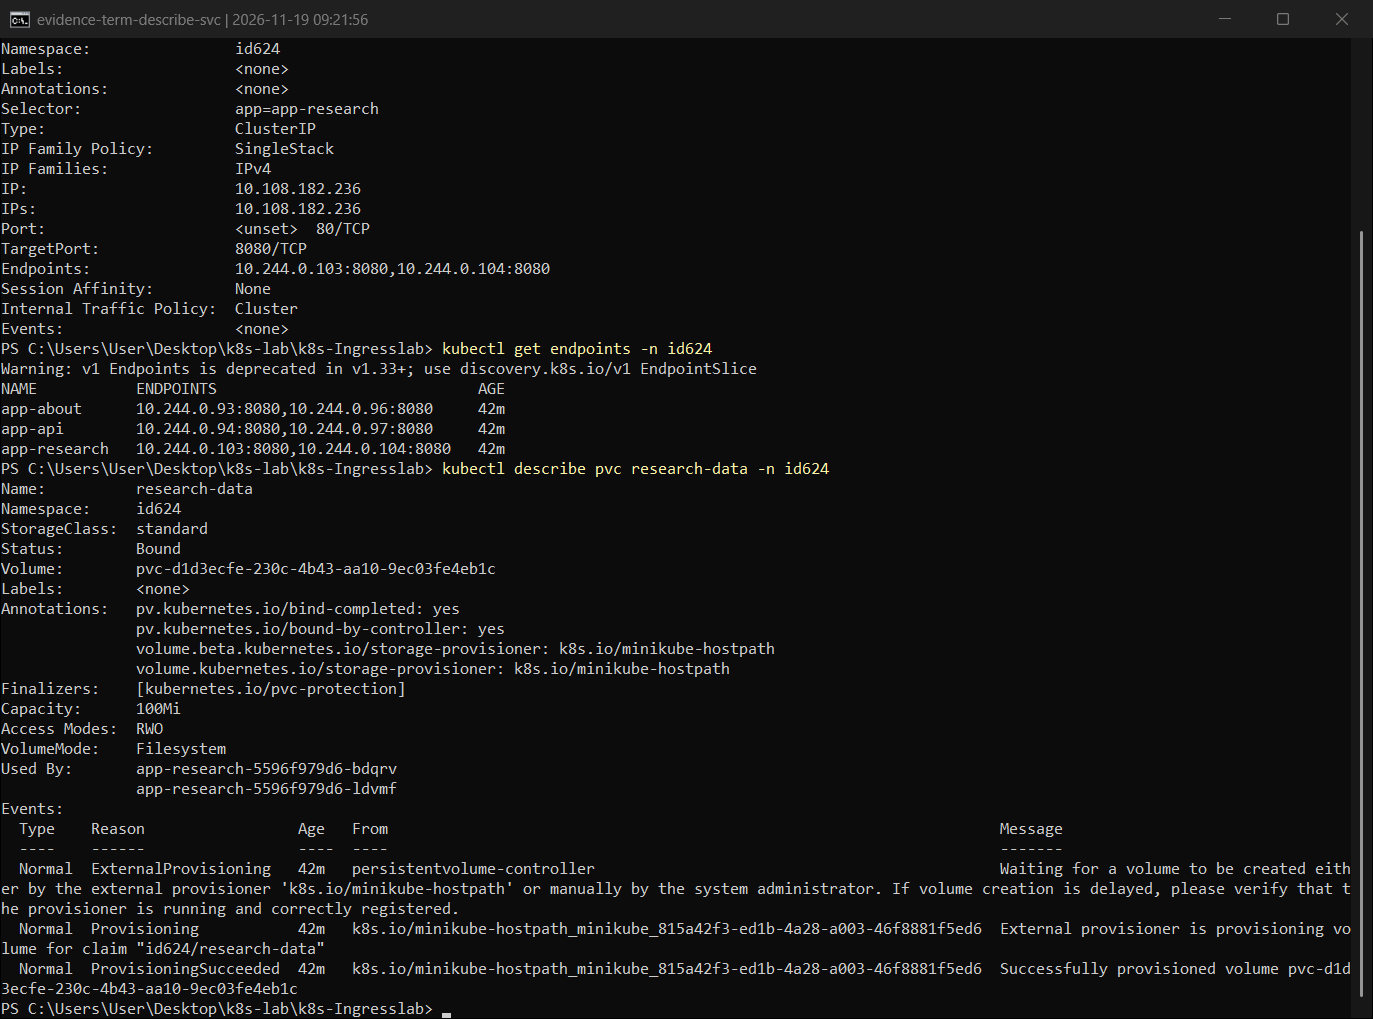 evidence-term-describe-svc | 2026-11-19 09:21:56
Namespace:                id624
Labels:                   <none>
Annotations:              <none>
Selector:                 app=app-research
Type:                     ClusterIP
IP Family Policy:         SingleStack
IP Families:              IPv4
IP:                       10.108.182.236
IPs:                      10.108.182.236
Port:                     <unset>  80/TCP
TargetPort:               8080/TCP
Endpoints:                10.244.0.103:8080,10.244.0.104:8080
Session Affinity:         None
Internal Traffic Policy:  Cluster
Events:                   <none>
PS C:\Users\User\Desktop\k8s-lab\k8s-Ingresslab> kubectl get endpoints -n id624
Warning: v1 Endpoints is deprecated in v1.33+; use discovery.k8s.io/v1 EndpointSlice
NAME           ENDPOINTS                             AGE
app-about      10.244.0.93:8080,10.244.0.96:8080     42m
app-api        10.244.0.94:8080,10.244.0.97:8080     42m
app-research   10.244.0.103:8080,10.244.0.104:8080   42m
PS C:\Users\User\Desktop\k8s-lab\k8s-Ingresslab> kubectl describe pvc research-data -n id624
Name:          research-data
Namespace:     id624
StorageClass:  standard
Status:        Bound
Volume:        pvc-d1d3ecfe-230c-4b43-aa10-9ec03fe4eb1c
Labels:        <none>
Annotations:   pv.kubernetes.io/bind-completed: yes
               pv.kubernetes.io/bound-by-controller: yes
               volume.beta.kubernetes.io/storage-provisioner: k8s.io/minikube-hostpath
               volume.kubernetes.io/storage-provisioner: k8s.io/minikube-hostpath
Finalizers:    [kubernetes.io/pvc-protection]
Capacity:      100Mi
Access Modes:  RWO
VolumeMode:    Filesystem
Used By:       app-research-5596f979d6-bdqrv
               app-research-5596f979d6-ldvmf
Events:
  Type    Reason                 Age   From                                                                    Message
  ----    ------                 ----  ----                                                                    -------
  Normal  ExternalProvisioning   42m   persistentvolume-controller                                             Waiting for a volume to be created eith
er by the external provisioner 'k8s.io/minikube-hostpath' or manually by the system administrator. If volume creation is delayed, please verify that t
he provisioner is running and correctly registered.
  Normal  Provisioning           42m   k8s.io/minikube-hostpath_minikube_815a42f3-ed1b-4a28-a003-46f8881f5ed6  External provisioner is provisioning vo
lume for claim "id624/research-data"
  Normal  ProvisioningSucceeded  42m   k8s.io/minikube-hostpath_minikube_815a42f3-ed1b-4a28-a003-46f8881f5ed6  Successfully provisioned volume pvc-d1d
3ecfe-230c-4b43-aa10-9ec03fe4eb1c
PS C:\Users\User\Desktop\k8s-lab\k8s-Ingresslab>